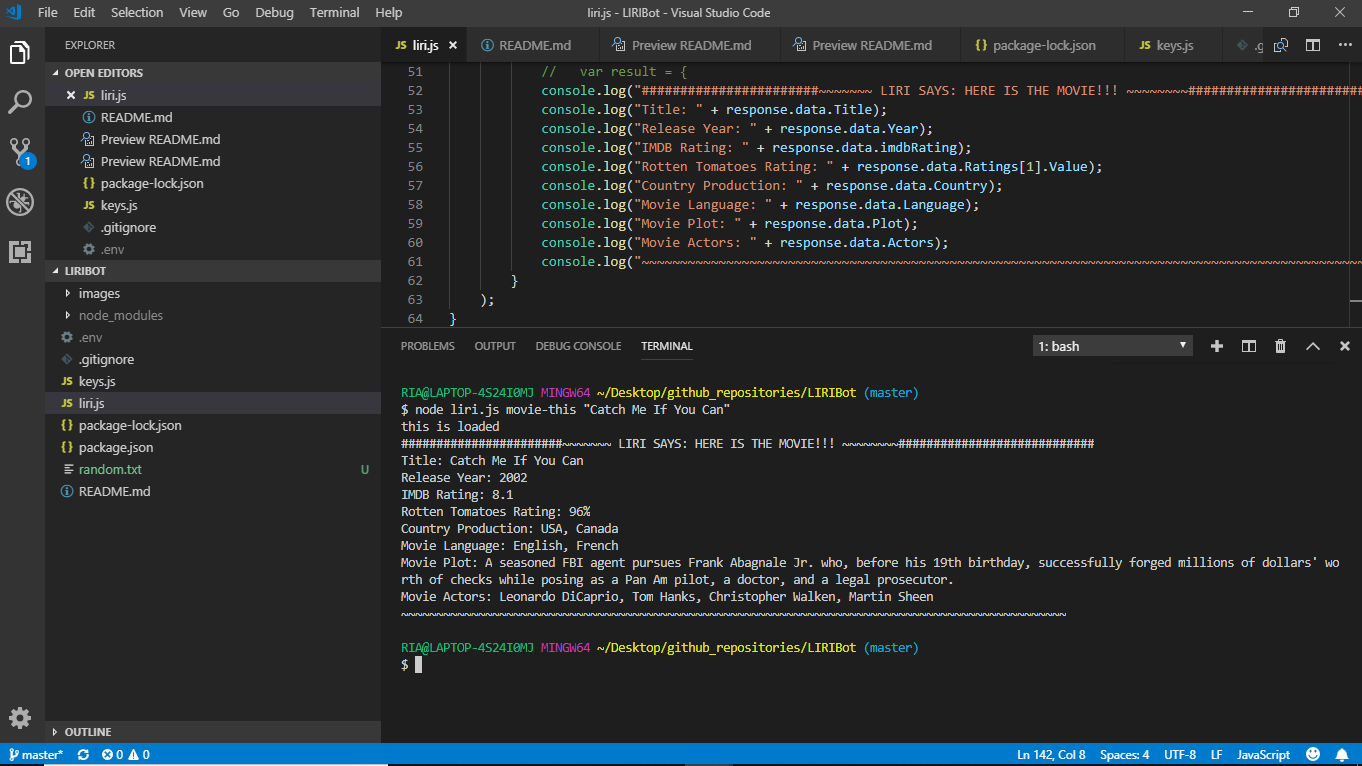 File Edit Selection View Go Debug Terminal Help
liri.js - LIRIBot - Visual Studio Code
EXPLORER
OPEN EDITORS
JS liri.js
README.md
Preview README.md
Preview README.md
{} package-lock.json
JS keys.js
.gitignore
.env
1
LIRIBOT
images
node_modules
.env
.gitignore
JS keys.js
JS liri.js
{} package-lock.json
{} package.json
random.txt U
README.md
OUTLINE
JS liri.js README.md Preview README.md Preview README.md {} package-lock.json JS keys.js .g
51 // var result = {
52 console.log("########################~~~~~~~ LIRI SAYS: HERE IS THE MOVIE!!! ~~~~~~~~#######################
53 console.log("Title: " + response.data.Title);
54 console.log("Release Year: " + response.data.Year);
55 console.log("IMDB Rating: " + response.data.imdbRating);
56 console.log("Rotten Tomatoes Rating: " + response.data.Ratings[1].Value);
57 console.log("Country Production: " + response.data.Country);
58 console.log("Movie Language: " + response.data.Language);
59 console.log("Movie Plot: " + response.data.Plot);
60 console.log("Movie Actors: " + response.data.Actors);
61 console.log("~~~~~~~~~~~~~~~~~~~~~~~~~~~~~~~~~~~~~~~~~~~~~~~~~~~~~~~~~~~~~~~~~~~~~~~~~~~~~~~~~~~~~~~~~~~~~~
62 }
63 );
64 }
PROBLEMS OUTPUT DEBUG CONSOLE TERMINAL 1: bash
RIA@LAPTOP-4S24I0MJ MINGW64 ~/Desktop/github_repositories/LIRIBot (master)
$ node liri.js movie-this "Catch Me If You Can"
this is loaded
#######################~~~~~~~ LIRI SAYS: HERE IS THE MOVIE!!! ~~~~~~~~############################
Title: Catch Me If You Can
Release Year: 2002
IMDB Rating: 8.1
Rotten Tomatoes Rating: 96%
Country Production: USA, Canada
Movie Language: English, French
Movie Plot: A seasoned FBI agent pursues Frank Abagnale Jr. who, before his 19th birthday, successfully forged millions of dollars' wo
rth of checks while posing as a Pan Am pilot, a doctor, and a legal prosecutor.
Movie Actors: Leonardo DiCaprio, Tom Hanks, Christopher Walken, Martin Sheen
~~~~~~~~~~~~~~~~~~~~~~~~~~~~~~~~~~~~~~~~~~~~~~~~~~~~~~~~~~~~~~~~~~~~~~~~~~~~~~~~~~~~~~~~~~~~~~~
RIA@LAPTOP-4S24I0MJ MINGW64 ~/Desktop/github_repositories/LIRIBot (master)
$
master* 0 0 Ln 142, Col 8 Spaces: 4 UTF-8 LF JavaScript